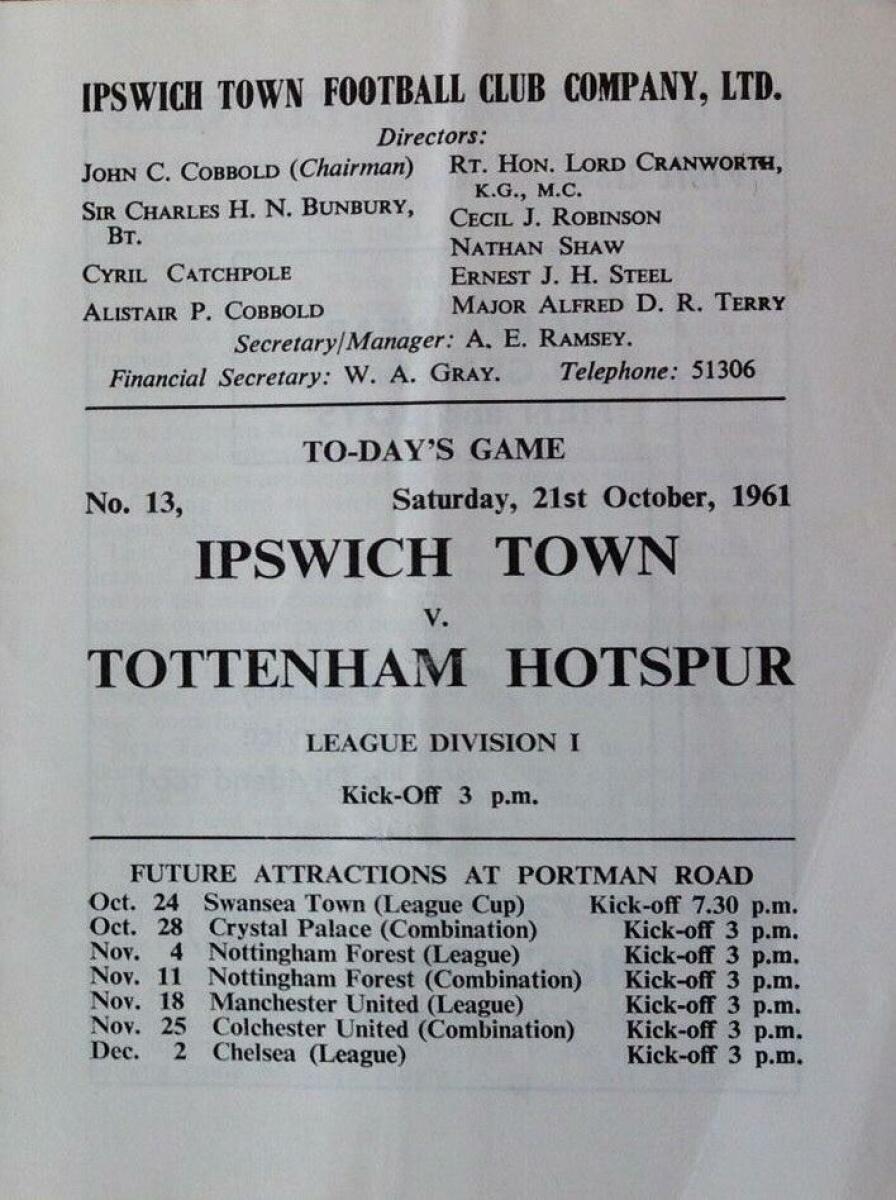 IPSWICH TOWN FOOTBALL CLUB COMPANY, LTD.
Directors:
JOHN C. COBBOLD (Chairman)
SIR CHARLES H. N. BUNBURY,
BT.
CYRIL CATCHPOLE
ALISTAIR P. COBBOLD
RT. HON. LORD CRANWORTH,
K.G., M.C.
CECIL J. ROBINSON
NATHAN SHAW
ERNEST J. H. STEEL
MAJOR ALFRED D. R. TERRY
Secretary/Manager: A. E. RAMSEY.
Financial Secretary: W. A. GRAY. Telephone: 51306
TO-DAY'S GAME
No. 13, Saturday, 21st October, 1961
IPSWICH TOWN
v.
TOTTENHAM HOTSPUR
LEAGUE DIVISION I
Kick-Off 3 p.m.
FUTURE ATTRACTIONS AT PORTMAN ROAD
Oct. 24 Swansea Town (League Cup) Kick-off 7.30 p.m.
Oct. 28 Crystal Palace (Combination) Kick-off 3 p.m.
Nov. 4 Nottingham Forest (League) Kick-off 3 p.m.
Nov. 11 Nottingham Forest (Combination) Kick-off 3 p.m.
Nov. 18 Manchester United (League) Kick-off 3 p.m.
Nov. 25 Colchester United (Combination) Kick-off 3 p.m.
Dec. 2 Chelsea (League) Kick-off 3 p.m.